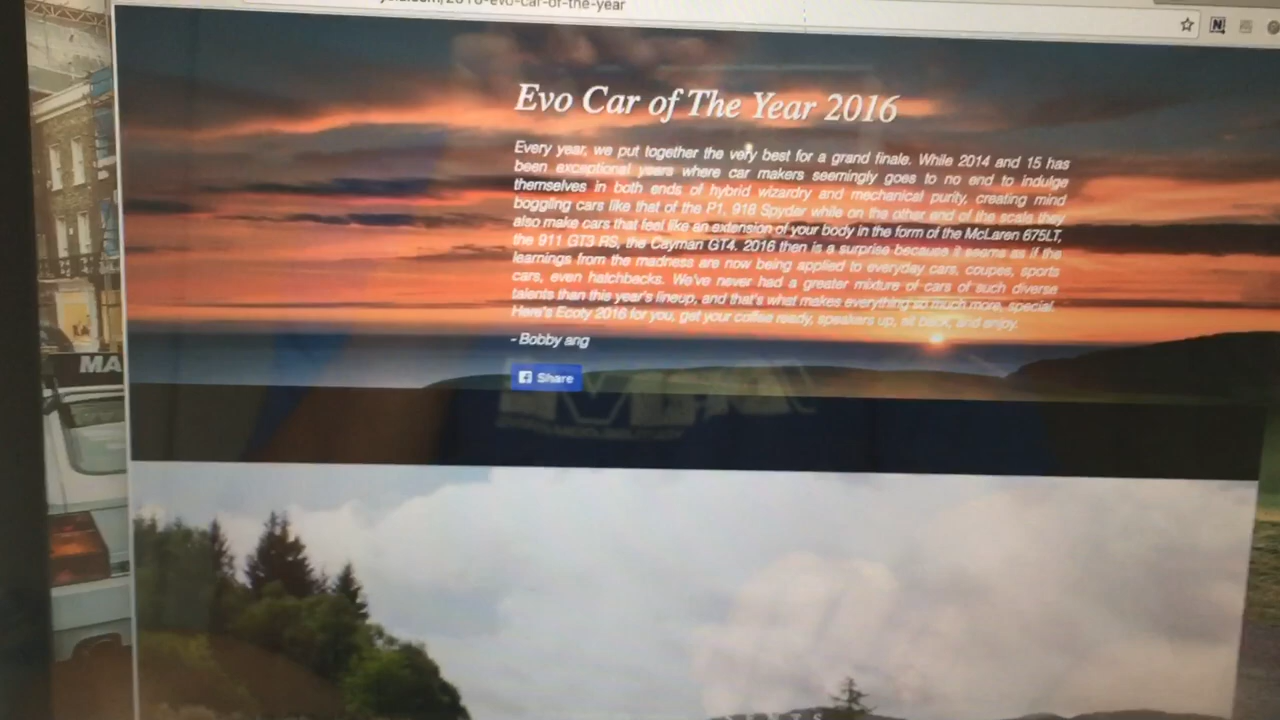 2016-evo-car-of-the-year
Evo Car of The Year 2016
Every year, we put together the very best for a grand finale. While 2014 and 15 has
been exceptional years where car makers seemingly goes to no end to indulge
themselves in both ends of hybrid wizardry and mechanical purity, creating mind
boggling cars like that of the P1, 918 Spyder while on the other end of the scale they
also make cars that feel like an extension of your body in the form of the McLaren 675LT,
the 911 GT3 RS, the Cayman GT4. 2016 then is a surprise because it seems as if the
learnings from the madness are now being applied to everyday cars, coupes, sports
cars, even hatchbacks. We've never had a greater mixture of cars of such diverse
talents than this year's lineup, and that's what makes everything so much more, special.
Here's Ecoty 2016 for you, get your coffee ready, speakers up, sit back, and enjoy.
- Bobby ang
Share
MA